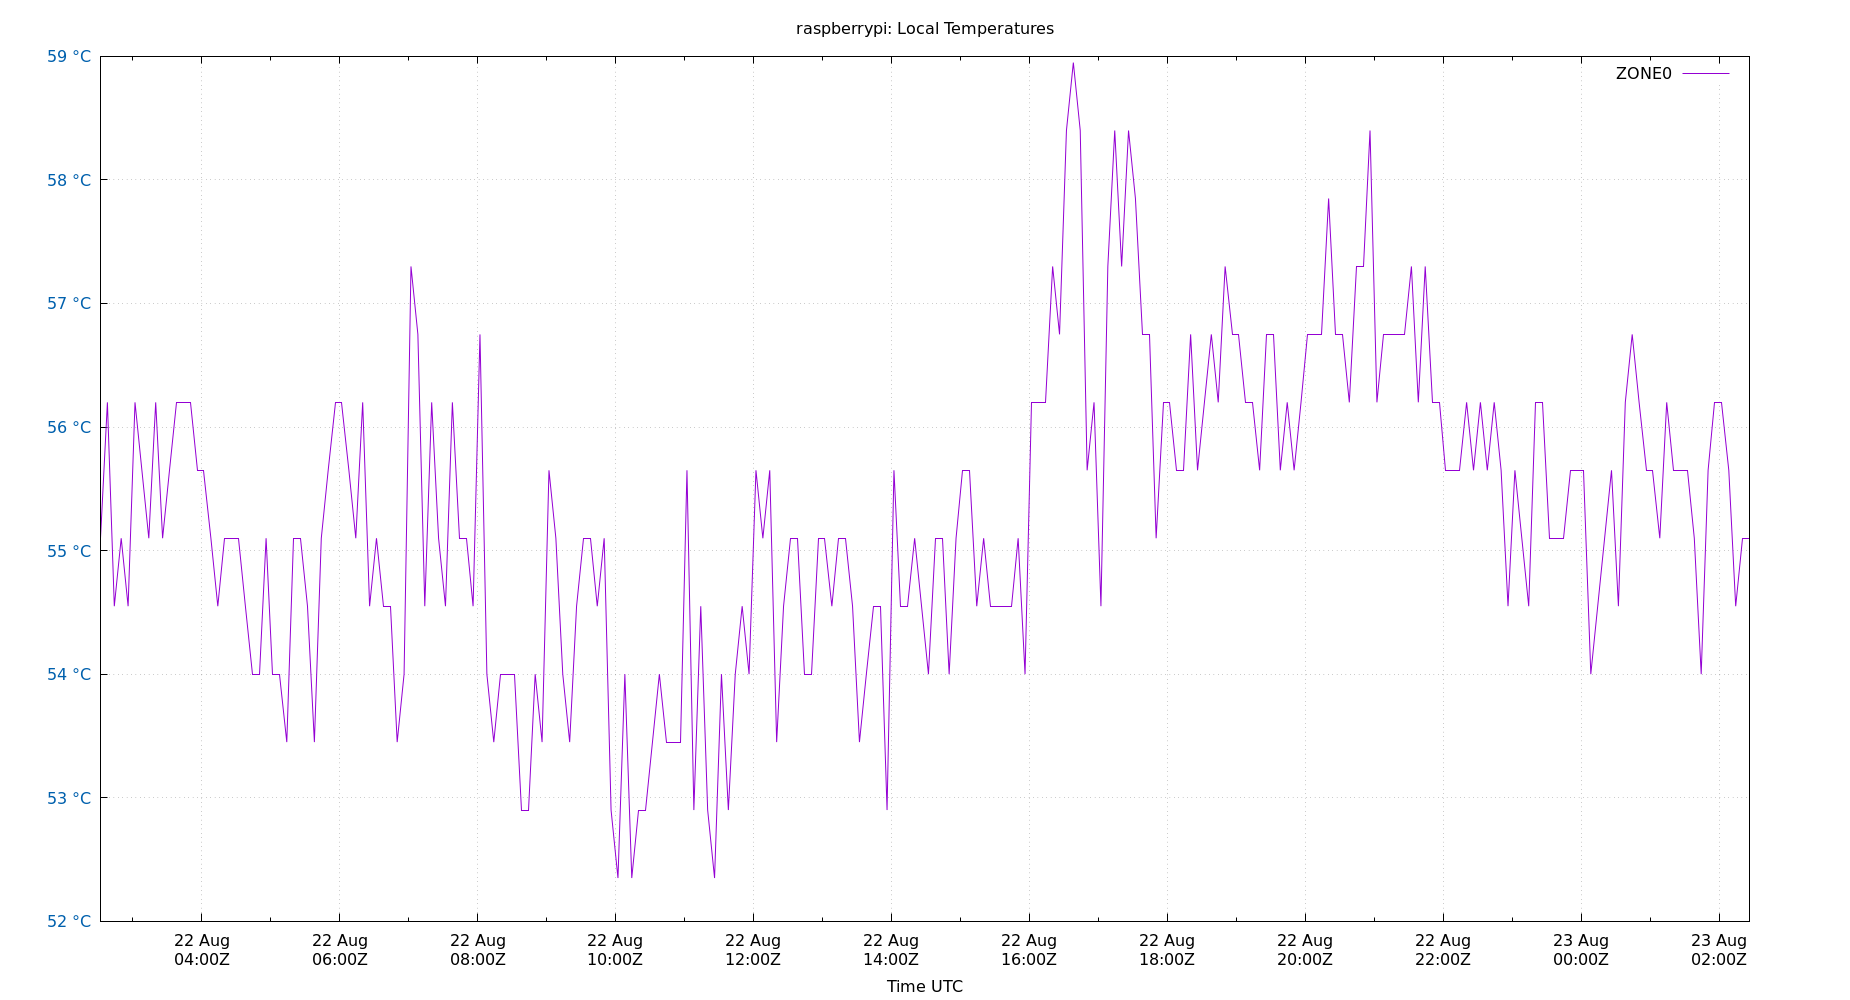 raspberrypi: Local Temperatures
59 °C
ZONE0
58 °C
57 °C
56 °C
55 °C
54 °C
53 °C
52 °C
22 Aug 22 Aug 22 Aug 22 Aug 22 Aug 22 Aug 22 Aug 22 Aug 22 Aug 22 Aug 23 Aug 23 Aug
04:00Z 06:00Z 08:00Z 10:00Z 12:00Z 14:00Z 16:00Z 18:00Z 20:00Z 22:00Z 00:00Z 02:00Z
Time UTC